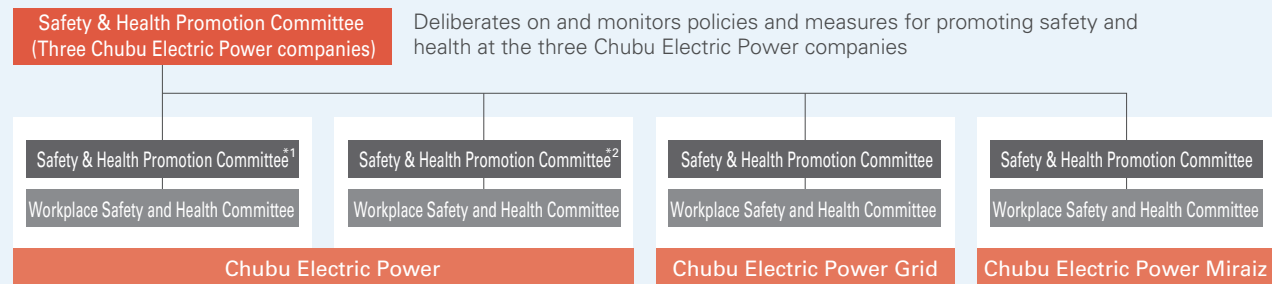 Safety & Health Promotion Committee
(Three Chubu Electric Power companies)
Deliberates on and monitors policies and measures for promoting safety and
health at the three Chubu Electric Power companies
Safety & Health Promotion Committee*1
Workplace Safety and Health Committee
Safety & Health Promotion Committee*2
Workplace Safety and Health Committee
Safety & Health Promotion Committee
Workplace Safety and Health Committee
Safety & Health Promotion Committee
Workplace Safety and Health Committee
Chubu Electric Power
Chubu Electric Power Grid
Chubu Electric Power Miraiz